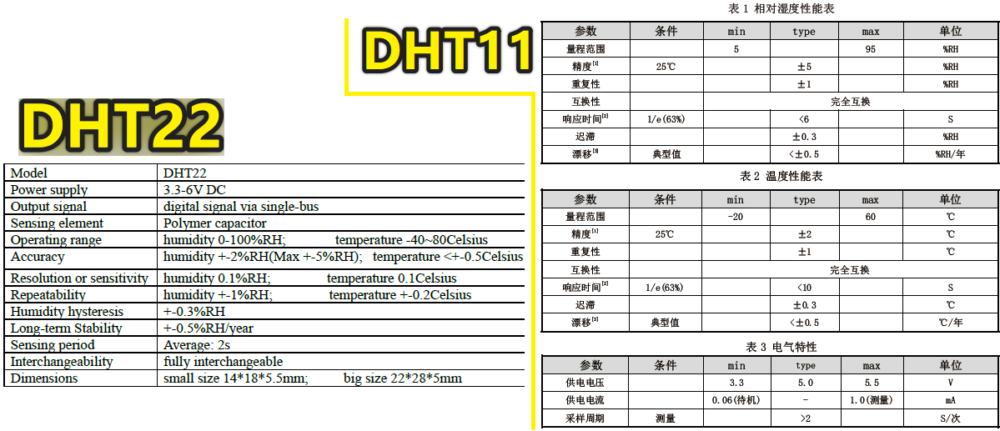 DHT22
Model DHT22
Power supply 3.3-6V DC
Output signal digital signal via single-bus
Sensing element Polymer capacitor
Operating range humidity 0-100%RH; temperature -40~80Celsius
Accuracy humidity +-2%RH(Max +-5%RH); temperature <+-0.5Celsius
Resolution or sensitivity humidity 0.1%RH; temperature 0.1Celsius
Repeatability humidity +-1%RH; temperature +-0.2Celsius
Humidity hysteresis +-0.3%RH
Long-term Stability +-0.5%RH/year
Sensing period Average: 2s
Interchangeability fully interchangeable
Dimensions small size 14*18*5.5mm; big size 22*28*5mm
DHT11
表 1 相对湿度性能表
参数 条件 min type max 单位
量程范围 5 95 %RH
精度[1] 25℃ ±5 %RH
重复性 ±1 %RH
互换性 完全互换
响应时间[2] 1/e(63%) <6 S
迟滞 ±0.3 %RH
漂移[3] 典型值 <±0.5 %RH/年
表 2 温度性能表
参数 条件 min type max 单位
量程范围 -20 60 ℃
精度[1] 25℃ ±2 ℃
重复性 ±1 ℃
互换性 完全互换
响应时间[2] 1/e(63%) <10 S
迟滞 ±0.3 ℃
漂移[3] 典型值 <±0.5 ℃/年
表 3 电气特性
参数 条件 min type max 单位
供电电压 3.3 5.0 5.5 V
供电电流 0.06(待机) - 1.0(测量) mA
采样周期 测量 >2 S/次